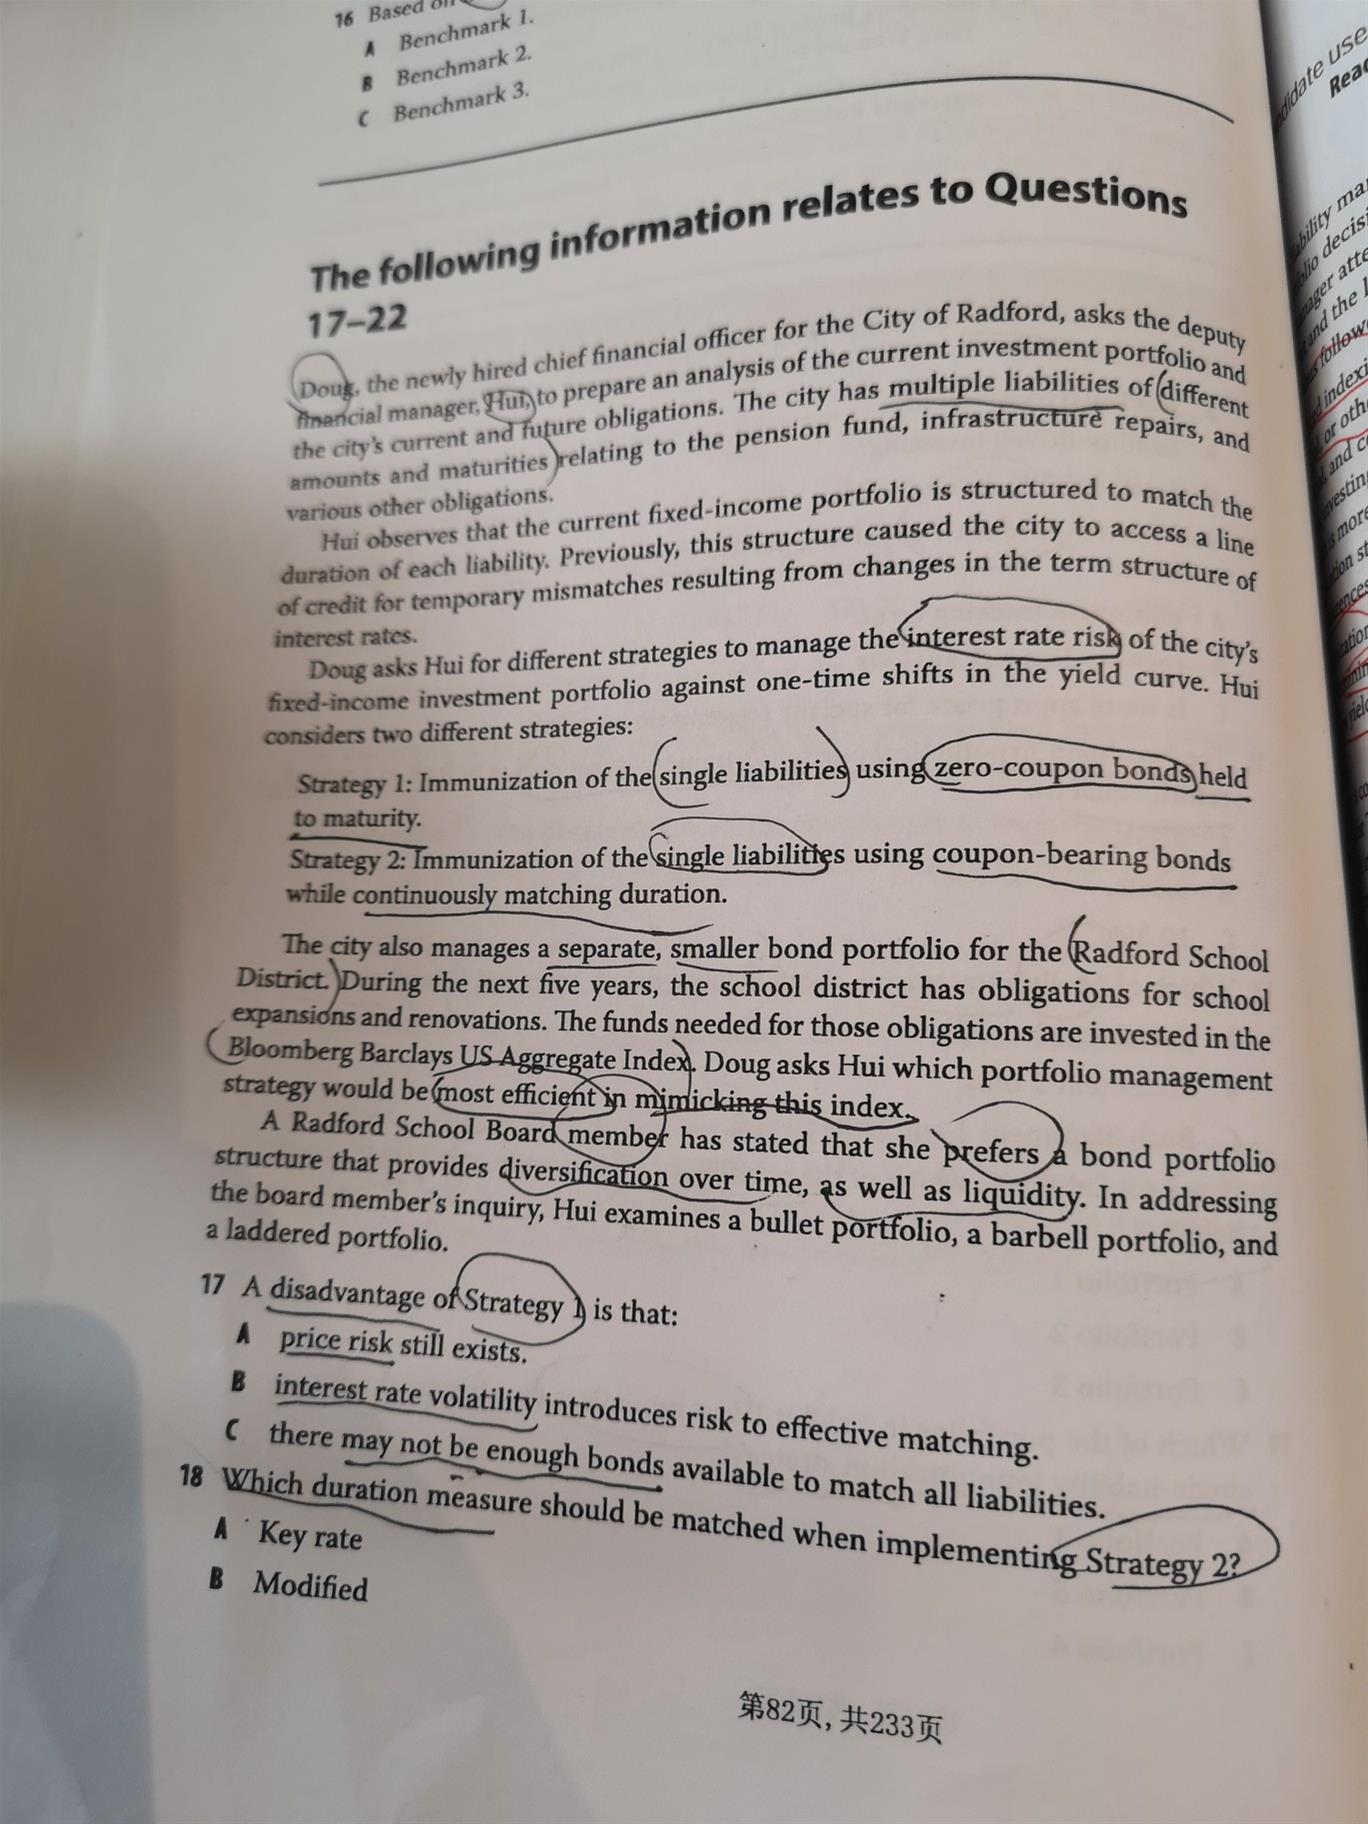 16 Based on
A Benchmark 1.
B Benchmark 2.
C Benchmark 3.
The following information relates to Questions
17–22
Doug, the newly hired chief financial officer for the City of Radford, asks the deputy
financial manager, Hui, to prepare an analysis of the current investment portfolio and
the city's current and future obligations. The city has multiple liabilities of different
amounts and maturities relating to the pension fund, infrastructure repairs, and
various other obligations.
Hui observes that the current fixed-income portfolio is structured to match the
duration of each liability. Previously, this structure caused the city to access a line
of credit for temporary mismatches resulting from changes in the term structure of
interest rates.
Doug asks Hui for different strategies to manage the interest rate risk of the city's
fixed-income investment portfolio against one-time shifts in the yield curve. Hui
considers two different strategies:
Strategy 1: Immunization of the single liabilities using zero-coupon bonds held
to maturity.
Strategy 2: Immunization of the single liabilities using coupon-bearing bonds
while continuously matching duration.
The city also manages a separate, smaller bond portfolio for the Radford School
District. During the next five years, the school district has obligations for school
expansions and renovations. The funds needed for those obligations are invested in the
Bloomberg Barclays US Aggregate Index. Doug asks Hui which portfolio management
strategy would be most efficient in mimicking this index.
A Radford School Board member has stated that she prefers a bond portfolio
structure that provides diversification over time, as well as liquidity. In addressing
the board member's inquiry, Hui examines a bullet portfolio, a barbell portfolio, and
a laddered portfolio.
17 A disadvantage of Strategy 1 is that:
A price risk still exists.
B interest rate volatility introduces risk to effective matching.
C there may not be enough bonds available to match all liabilities.
18 Which duration measure should be matched when implementing Strategy 2?
A Key rate
B Modified
第82页, 共233页